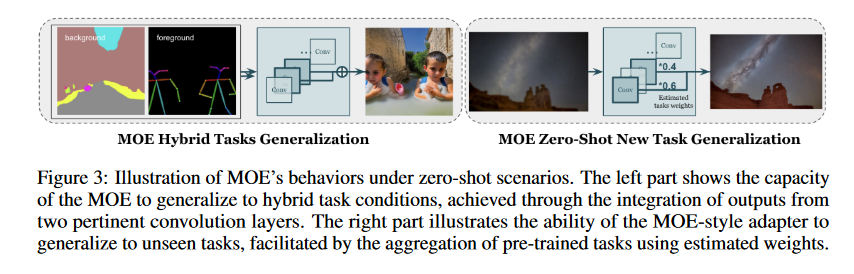 background
foreground
... Conv
Conv
... Conv
*0.4
*0.6
Conv
Estimated
tasks weights
MOE Hybrid Tasks Generalization
MOE Zero-Shot New Task Generalization
Figure 3: Illustration of MOE's behaviors under zero-shot scenarios. The left part shows the capacity
of the MOE to generalize to hybrid task conditions, achieved through the integration of outputs from
two pertinent convolution layers. The right part illustrates the ability of the MOE-style adapter to
generalize to unseen tasks, facilitated by the aggregation of pre-trained tasks using estimated weights.